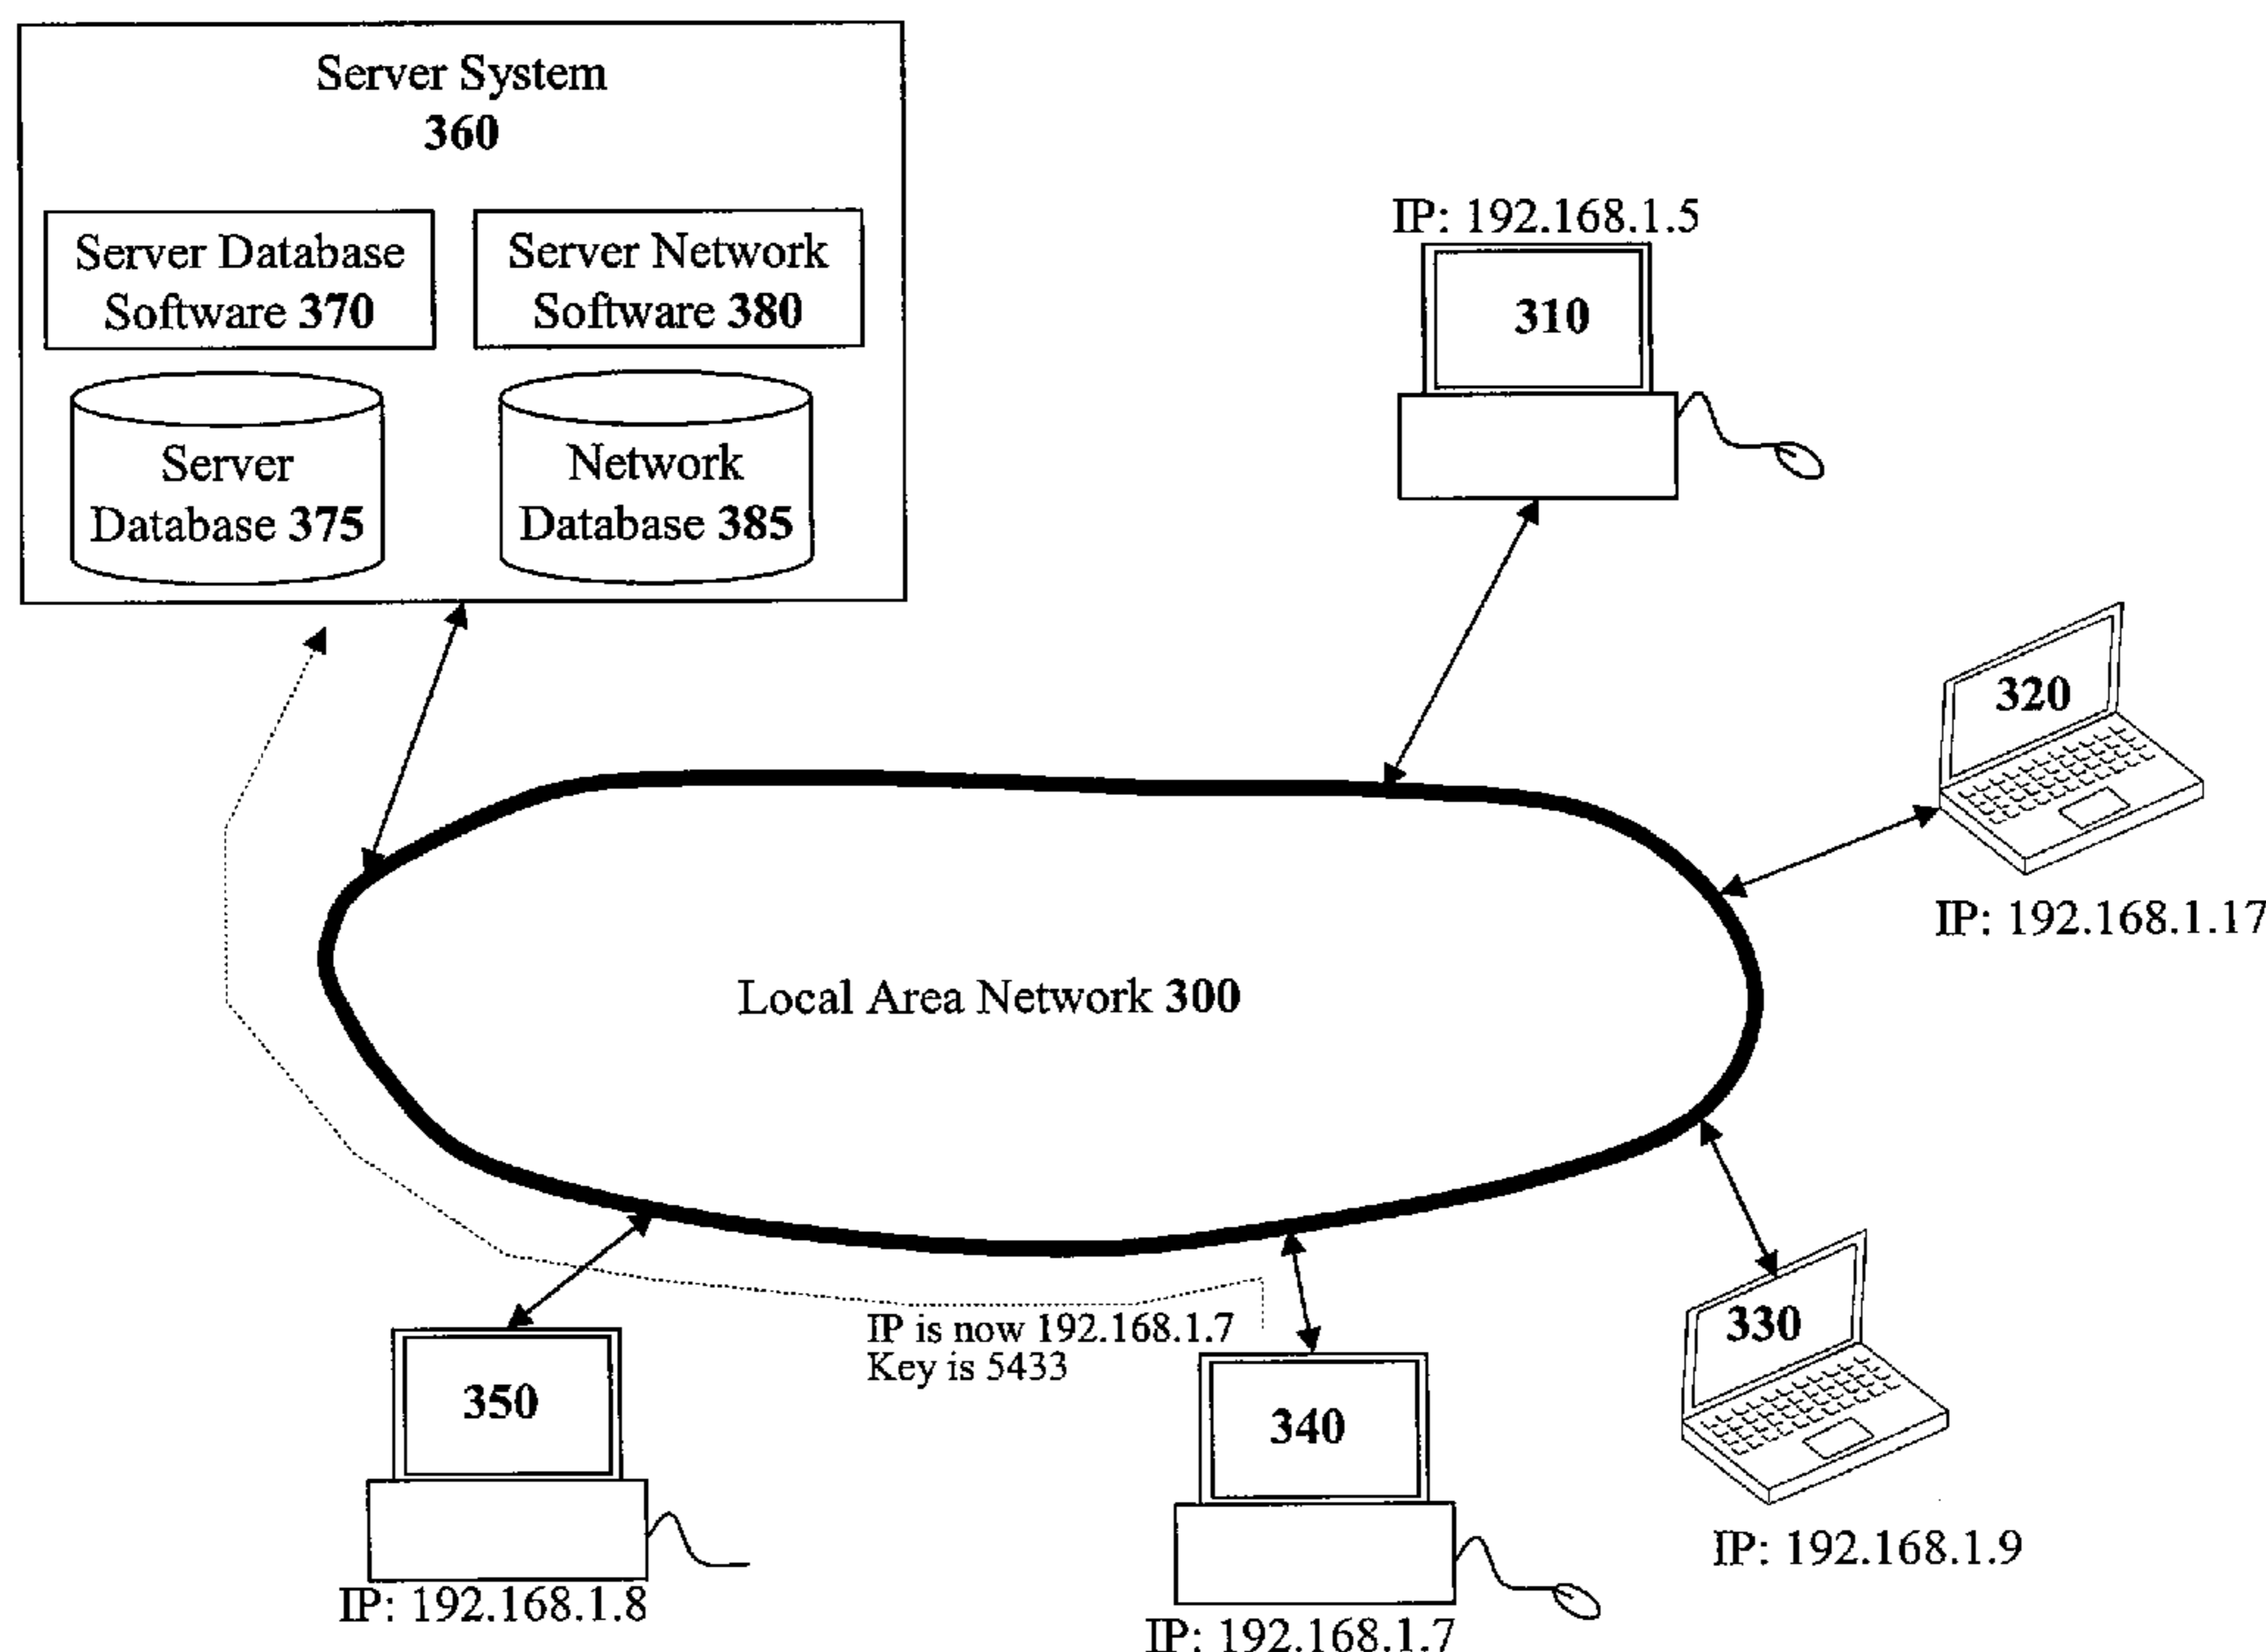 Server System
360
Server Database
Software 370
Server Network
Software 380
Server
Database 375
Network
Database 385
IP: 192.168.1.5
310
320
IP: 192.168.1.17
Local Area Network 300
IP is now 192.168.1.7
Key is 5433
330
IP: 192.168.1.9
350
IP: 192.168.1.8
340
IP: 192.168.1.7